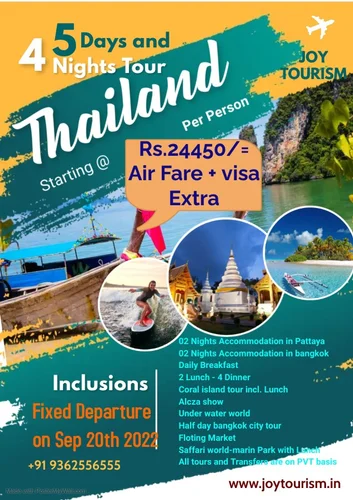 5 Days and
4 Nights Tour
JOY
TOURISM
Thailand
Starting @
Per Person
Rs.24450/=
Air Fare + visa
Extra
Inclusions
Fixed Departure
on Sep 20th 2022
+91 9362556555
02 Nights Accommodation in Pattaya
02 Nights Accommodation in bangkok
Daily Breakfast
2 Lunch - 4 Dinner
Coral island tour incl. Lunch
Alcza show
Under water world
Half day bangkok city tour
Floting Market
Saffari world-marin Park with Lunch
All tours and Transfers are on PVT basis
www.joytourism.in